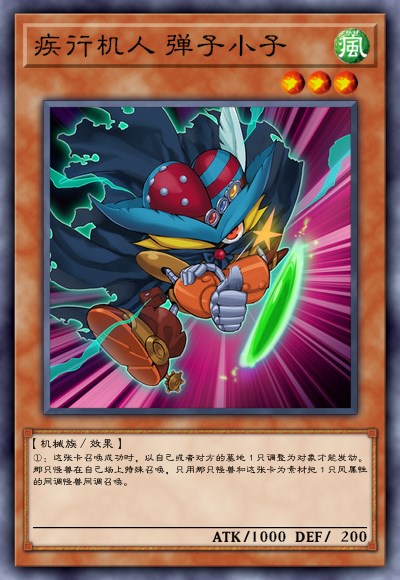 疾行机人 弹子小子
風
【机械族／效果】
①：这张卡召唤成功时，以自己或者对方的墓地１只调整为对象才能发动。
那只怪兽在自己场上特殊召唤，只用那只怪兽和这张卡为素材把１只风属性
的同调怪兽同调召唤。
ATK/1000 DEF/ 200